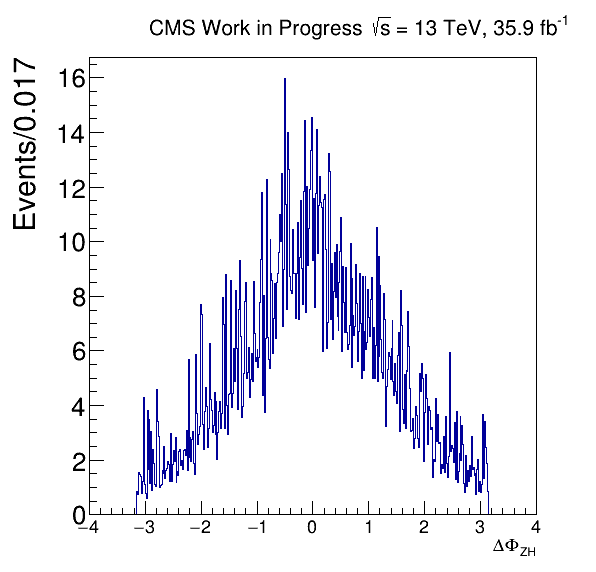 CMS Work in Progress √s = 13 TeV, 35.9 fb⁻¹
Events/0.017
16
14
12
10
8
6
4
2
0
−4 −3 −2 −1 0 1 2 3 4
ΔΦ_ZH